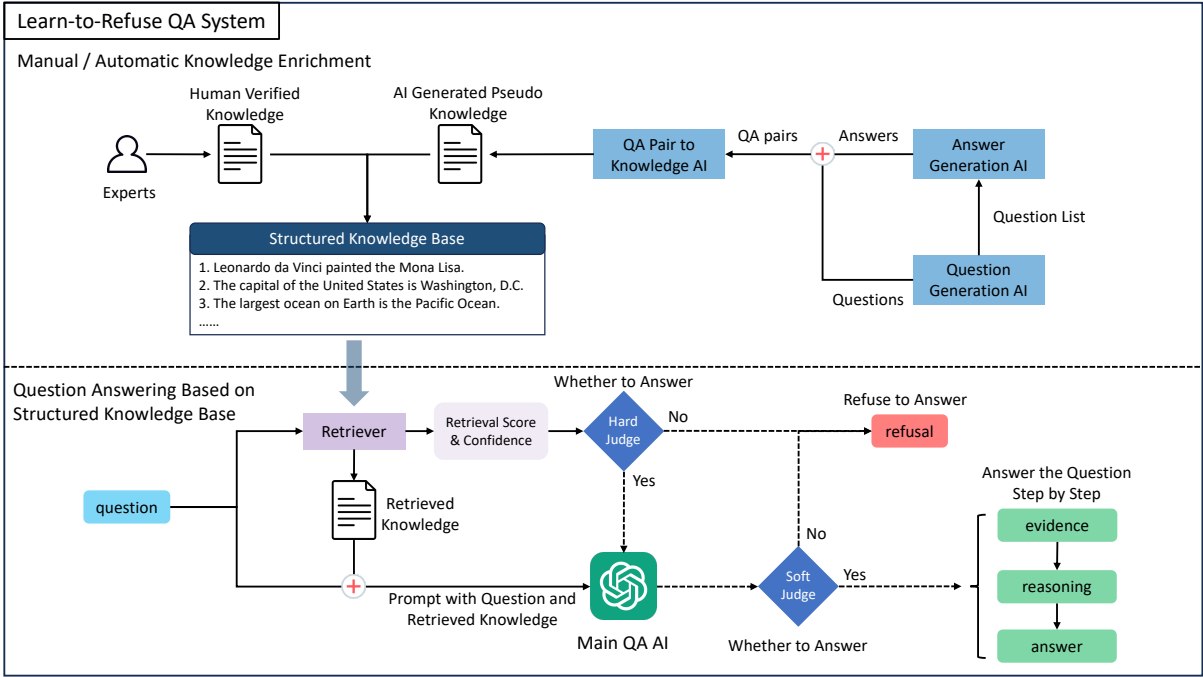 Learn-to-Refuse QA System
Manual / Automatic Knowledge Enrichment
Human Verified
Knowledge
AI Generated Pseudo
Knowledge
Experts
QA Pair to
Knowledge AI
QA pairs
Answers
Answer
Generation AI
Question List
Question
Generation AI
Questions
Structured Knowledge Base
1. Leonardo da Vinci painted the Mona Lisa.
2. The capital of the United States is Washington, D.C.
3. The largest ocean on Earth is the Pacific Ocean.
......
Question Answering Based on
Structured Knowledge Base
question
Retriever
Retrieval Score
& Confidence
Retrieved
Knowledge
Whether to Answer
Hard
Judge
No
Yes
Refuse to Answer
refusal
Prompt with Question and
Retrieved Knowledge
Main QA AI
Soft
Judge
No
Yes
Whether to Answer
Answer the Question
Step by Step
evidence
reasoning
answer